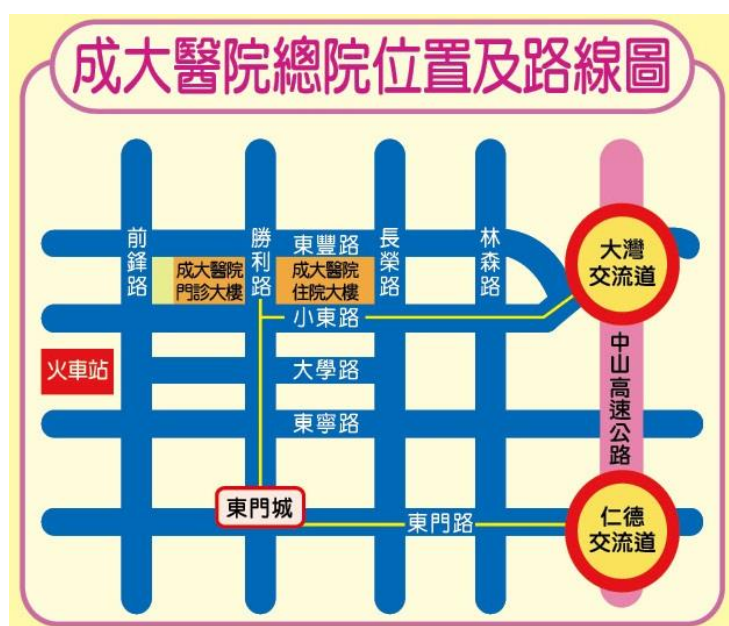 成大醫院總院位置及路線圖
前鋒路
勝利路
東豐路
長榮路
林森路
大灣
交流道
成大醫院
門診大樓
成大醫院
住院大樓
小東路
火車站
大學路
中山高速公路
東寧路
東門城
東門路
仁德
交流道